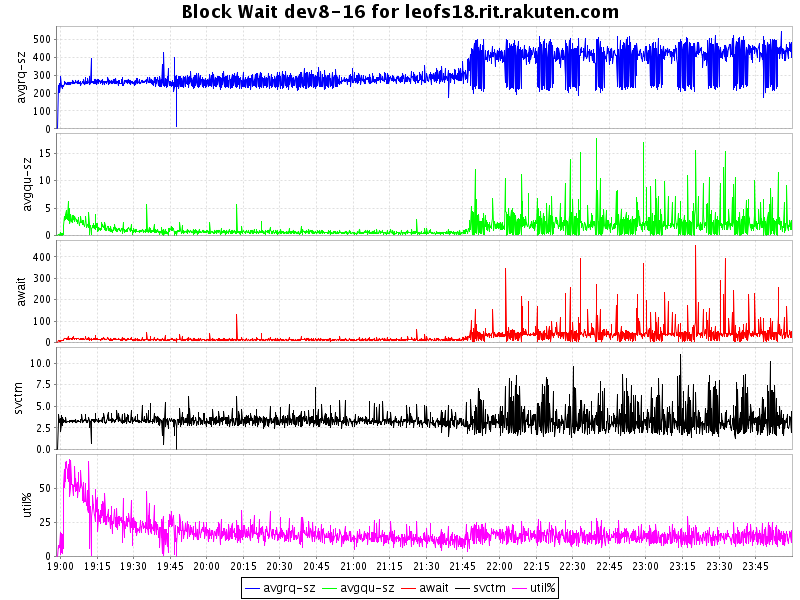 Block Wait dev8-16 for leofs18.rit.rakuten.com
avgrq-sz
500
400
300
200
100
0
avgqu-sz
15
10
5
0
await
400
300
200
100
0
svctm
10.0
7.5
5.0
2.5
0.0
util%
50
25
0
19:00 19:15 19:30 19:45 20:00 20:15 20:30 20:45 21:00 21:15 21:30 21:45 22:00 22:15 22:30 22:45 23:00 23:15 23:30 23:45
avgrq-sz avgqu-sz await svctm util%